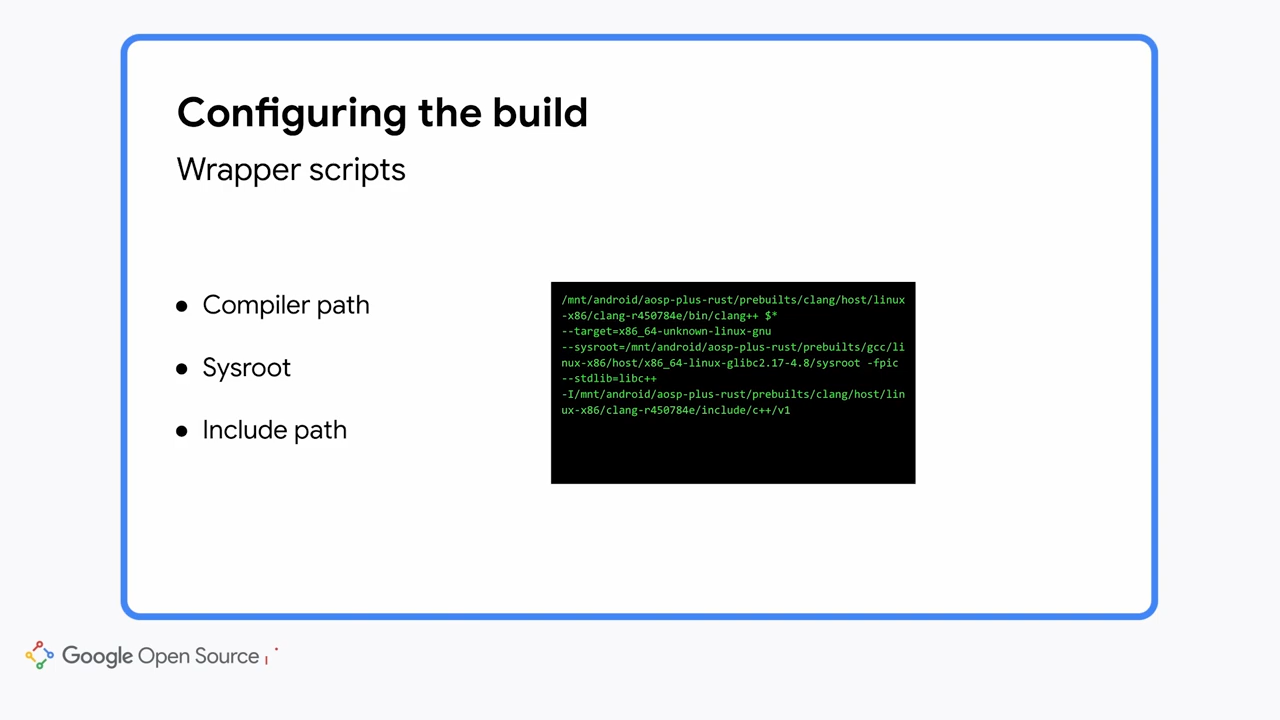 Configuring the build
Wrapper scripts
● Compiler path
● Sysroot
● Include path
/mnt/android/aosp-plus-rust/prebuilts/clang/host/linux
-x86/clang-r450784e/bin/clang++ $*
--target=x86_64-unknown-linux-gnu
--sysroot=/mnt/android/aosp-plus-rust/prebuilts/gcc/li
nux-x86/host/x86_64-linux-glibc2.17-4.8/sysroot -fpic
--stdlib=libc++
-I/mnt/android/aosp-plus-rust/prebuilts/clang/host/lin
ux-x86/clang-r450784e/include/c++/v1
Google Open Source